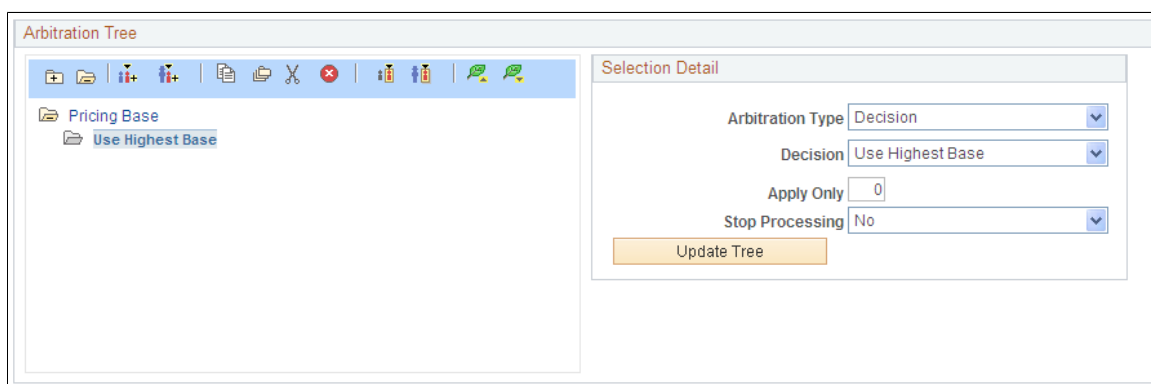 Arbitration Tree
Pricing Base
Use Highest Base
Selection Detail
Arbitration Type Decision
Decision Use Highest Base
Apply Only 0
Stop Processing No
Update Tree